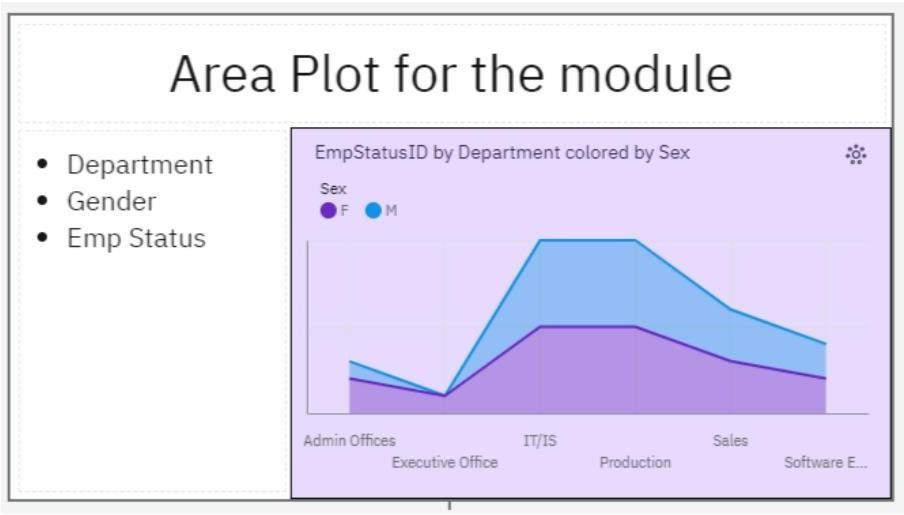 Area Plot for the module
• Department
• Gender
• Emp Status
EmpStatusID by Department colored by Sex
Sex
F M
Admin Offices IT/IS Sales
Executive Office Production Software E...